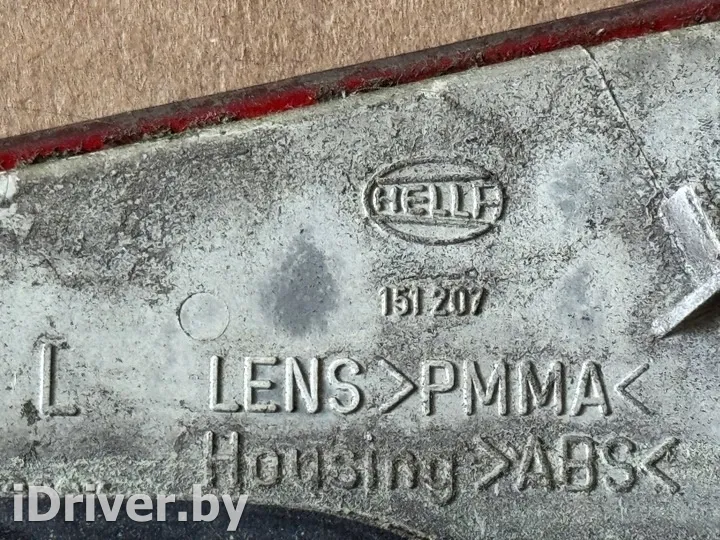 HELLA
151 207
L LENS >PMMA<
Housing >ABS<
iDriver.by